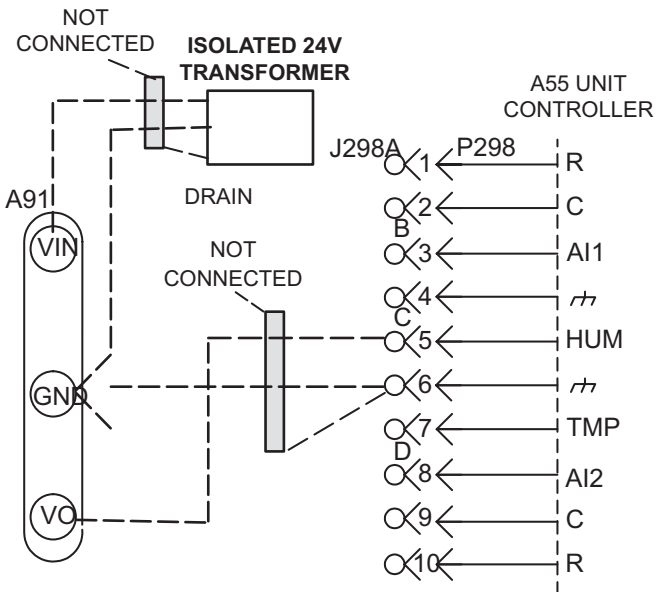 NOT
CONNECTED
ISOLATED 24V
TRANSFORMER
A55 UNIT
CONTROLLER
J298A
P298
A91
DRAIN
VIN
GND
VO
NOT
CONNECTED
1 R
2 C
B
3 AI1
4
C
5 HUM
6
7 TMP
D
8 AI2
9 C
10 R